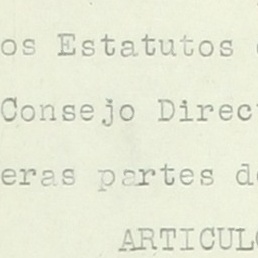 os Estatutos
Consejo Direc
eras partes d
ARTICUL